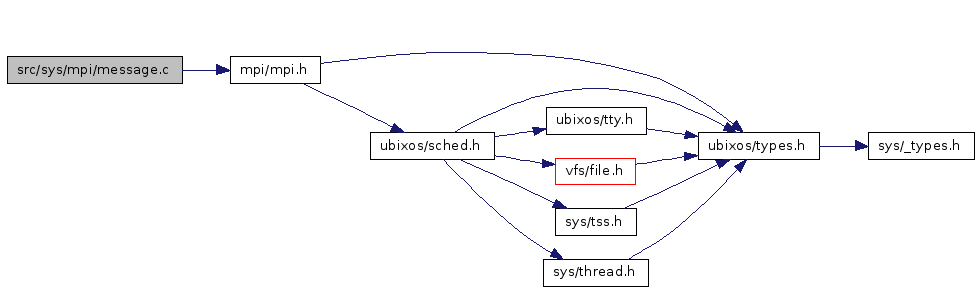 src/sys/mpi/message.c
mpi/mpi.h
ubixos/sched.h
ubixos/tty.h
vfs/file.h
sys/tss.h
sys/thread.h
ubixos/types.h
sys/_types.h